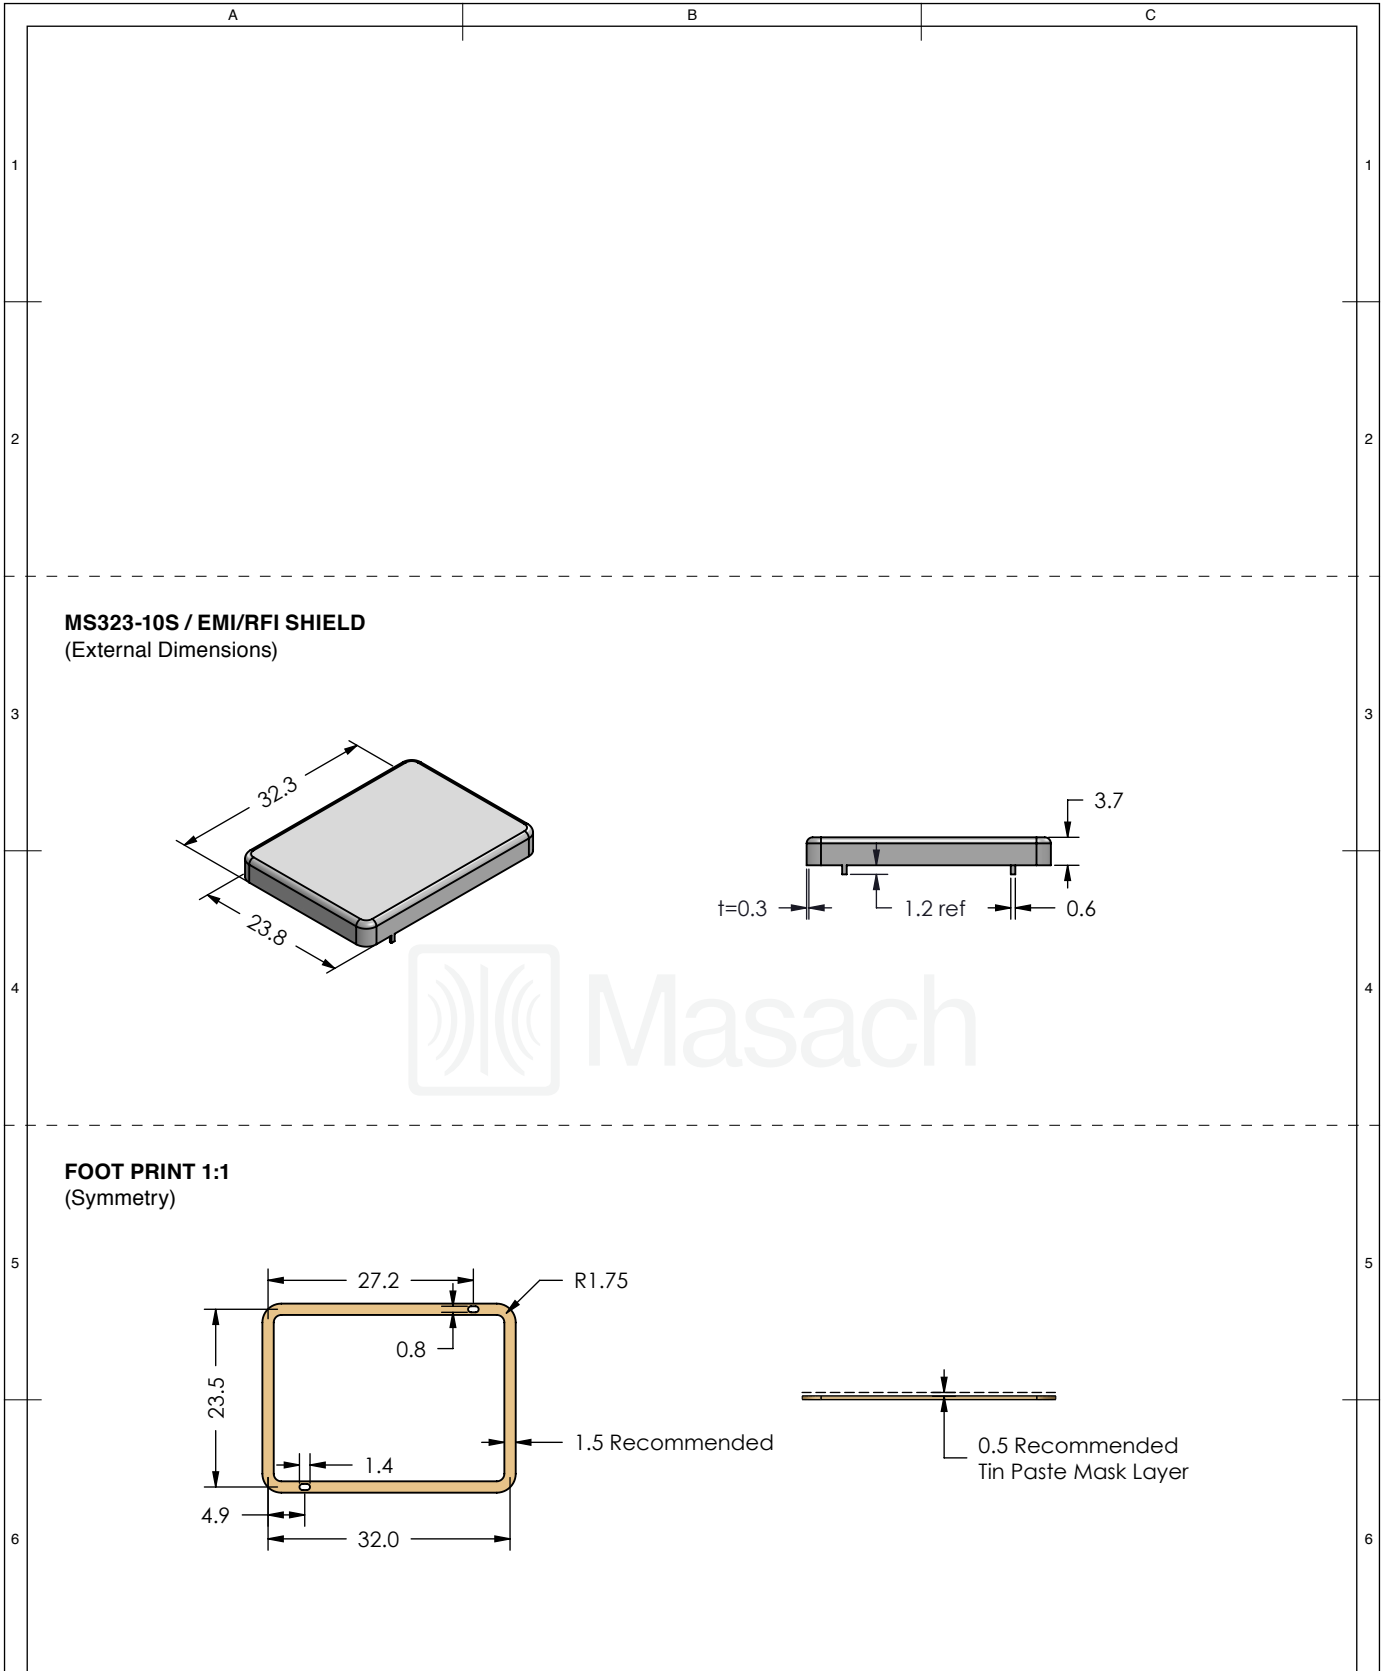 A
B
C
1
1
2
2
MS323-10S / EMI/RFI SHIELD
(External Dimensions)
3
3
32.3
23.8
3.7
t=0.3
1.2 ref
0.6
4
4
Masach
FOOT PRINT 1:1
(Symmetry)
5
5
27.2
R1.75
0.8
23.5
1.5 Recommended
1.4
4.9
32.0
0.5 Recommended
Tin Paste Mask Layer
6
6